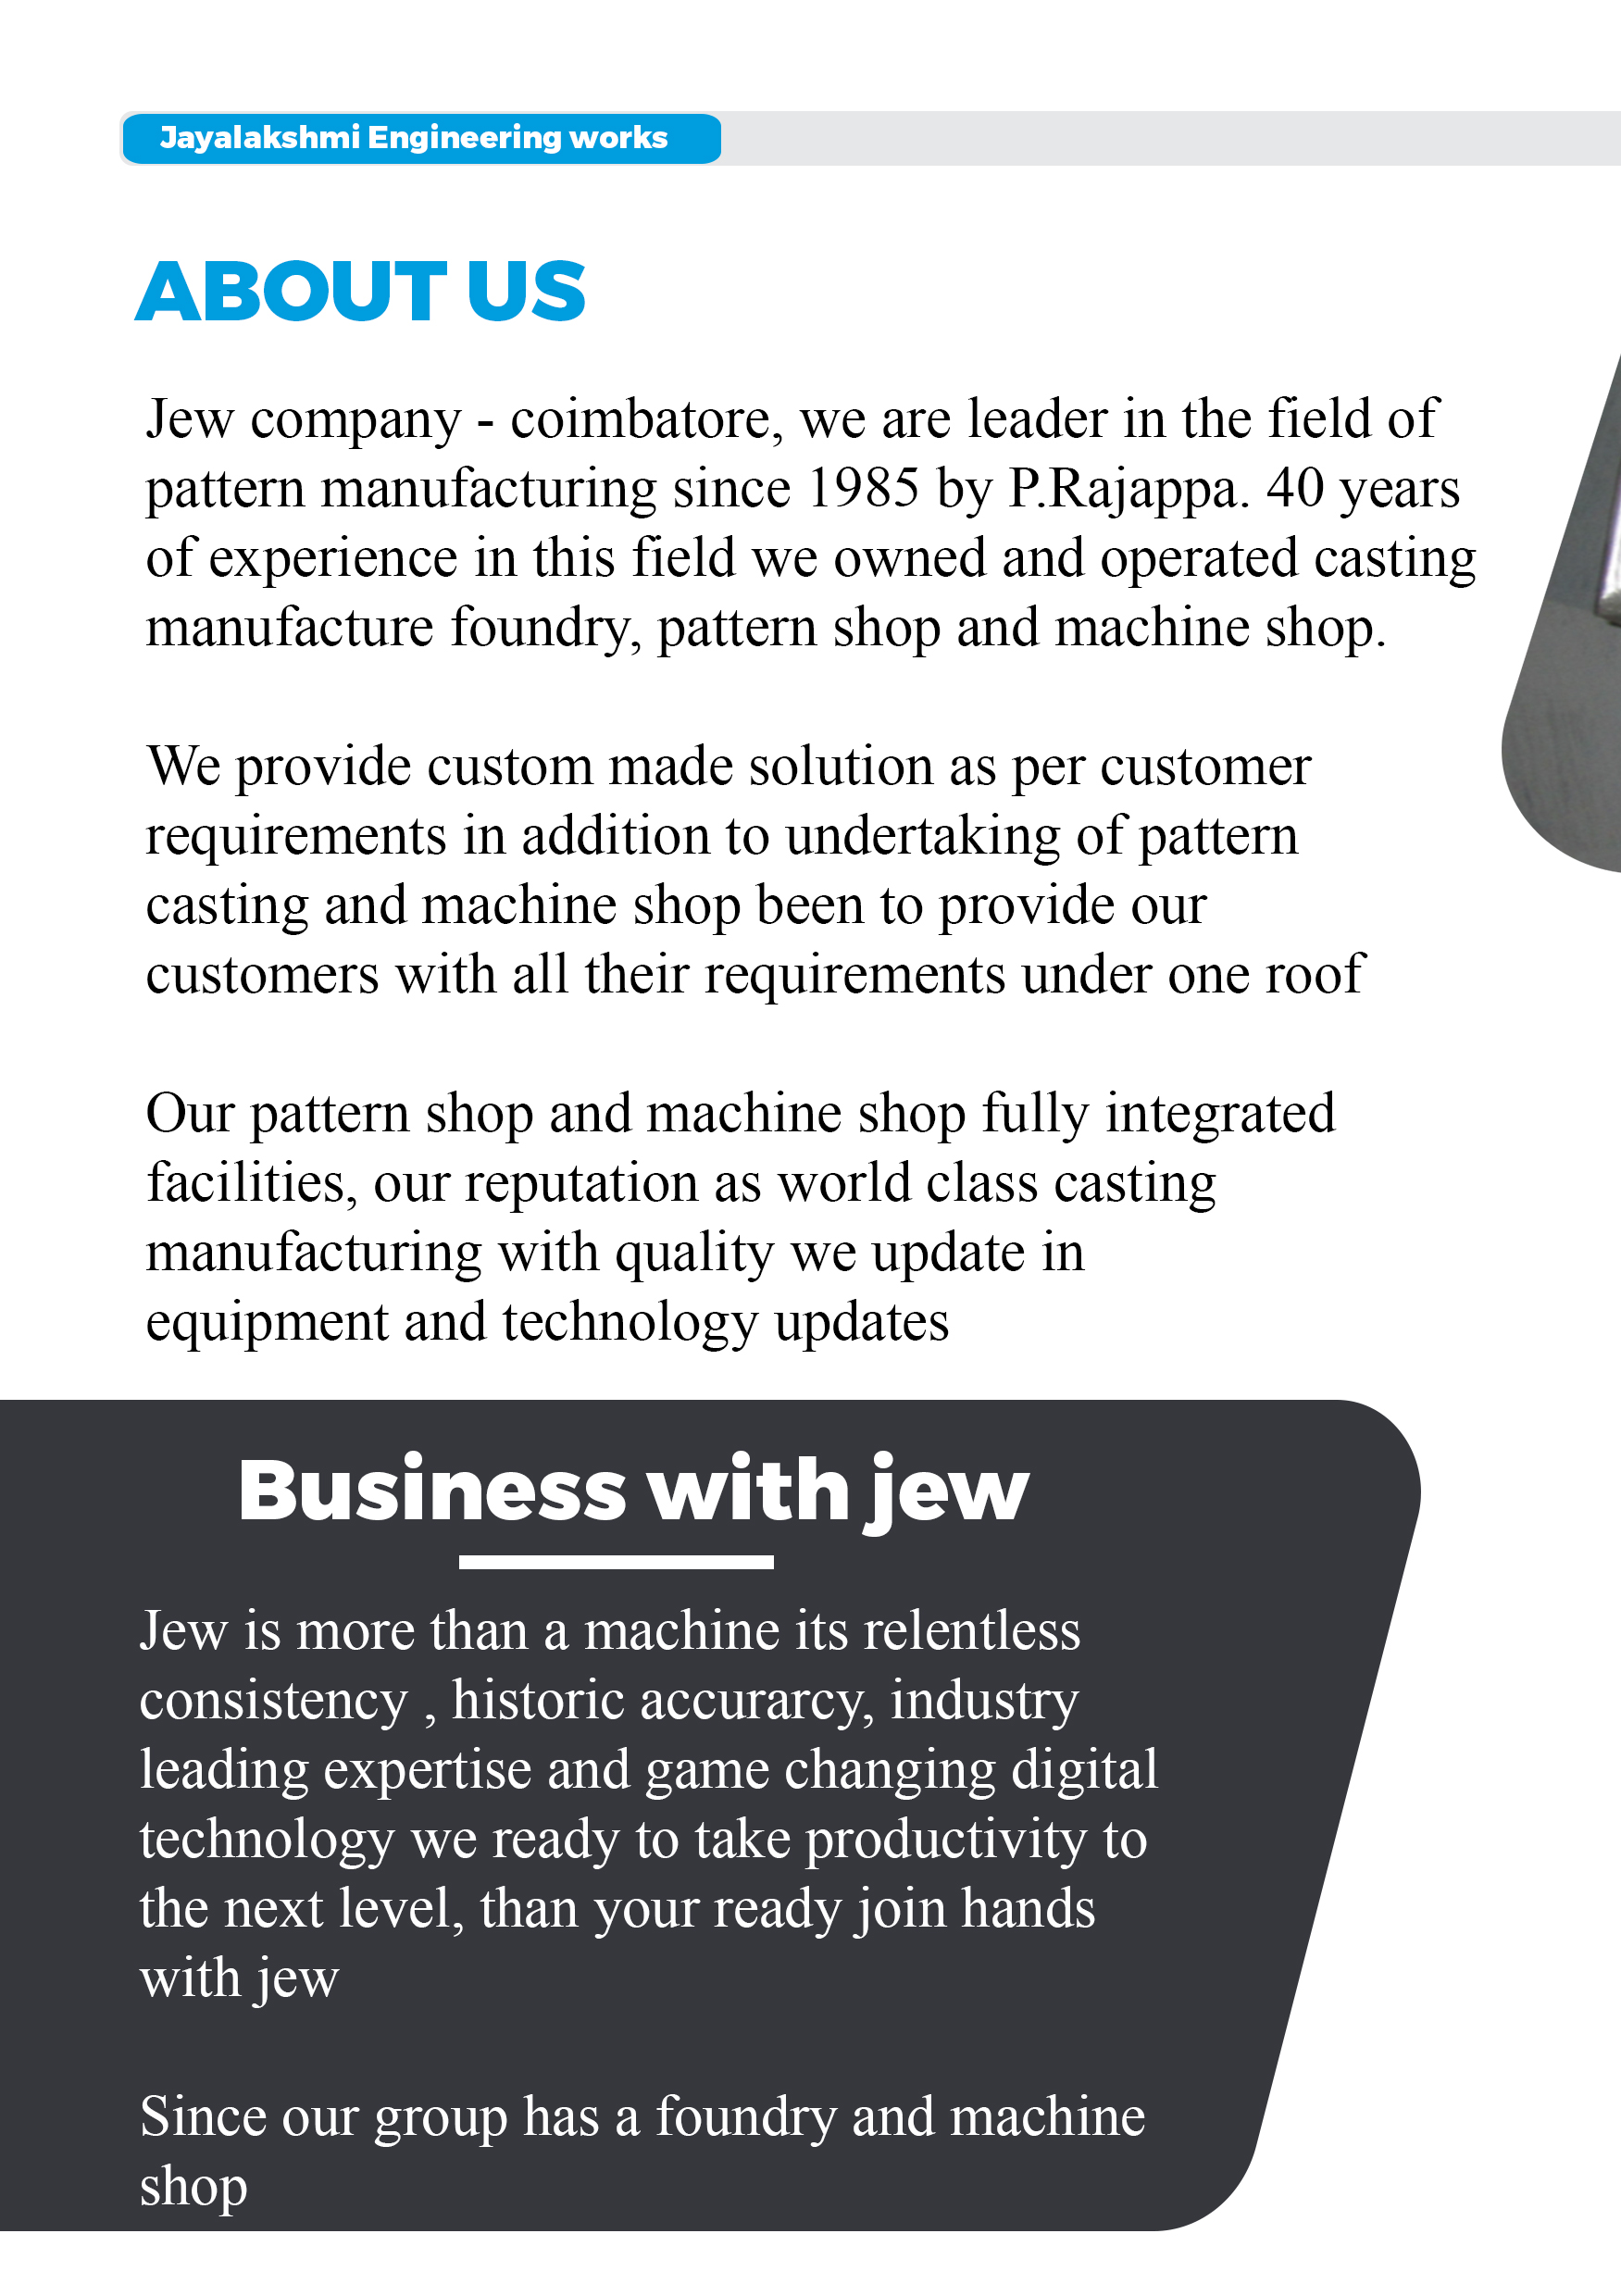 Jayalakshmi Engineering works
ABOUT US
Jew company - coimbatore, we are leader in the field of
pattern manufacturing since 1985 by P.Rajappa. 40 years
of experience in this field we owned and operated casting
manufacture foundry, pattern shop and machine shop.
We provide custom made solution as per customer
requirements in addition to undertaking of pattern
casting and machine shop been to provide our
customers with all their requirements under one roof
Our pattern shop and machine shop fully integrated
facilities, our reputation as world class casting
manufacturing with quality we update in
equipment and technology updates
Business with jew
Jew is more than a machine its relentless
consistency , historic accurarcy, industry
leading expertise and game changing digital
technology we ready to take productivity to
the next level, than your ready join hands
with jew
Since our group has a foundry and machine
shop